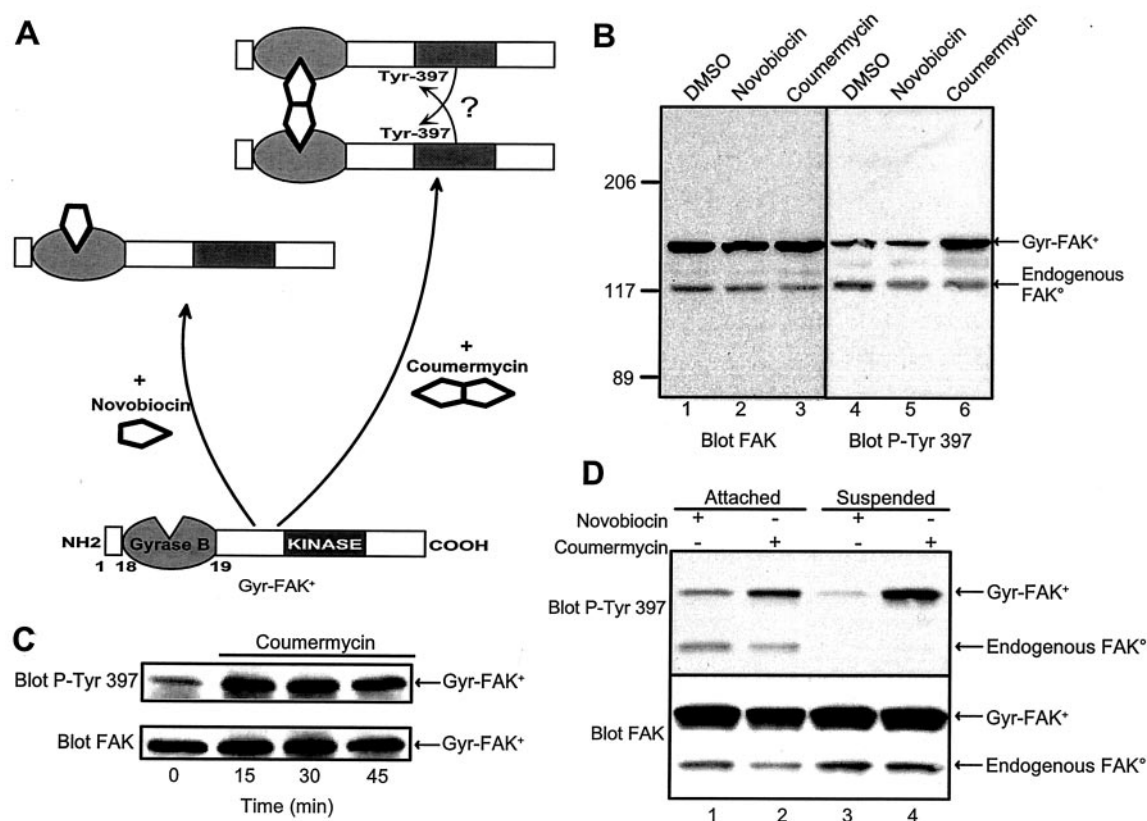 A
Tyr-397
?
Tyr-397
+
Novobiocin
+
Coumermycin
NH2
1
18
Gyrase B
19
KINASE
COOH
Gyr-FAK⁺
B
DMSO
Novobiocin
Coumermycin
DMSO
Novobiocin
Coumermycin
206
117
89
Gyr-FAK⁺
Endogenous
FAK°
1 2 3 4 5 6
Blot FAK
Blot P-Tyr 397
C
Coumermycin
Blot P-Tyr 397
Gyr-FAK⁺
Blot FAK
Gyr-FAK⁺
0 15 30 45
Time (min)
D
Attached Suspended
Novobiocin + - + -
Coumermycin - + - +
Blot P-Tyr 397
Gyr-FAK⁺
Endogenous FAK°
Blot FAK
Gyr-FAK⁺
Endogenous FAK°
1 2 3 4